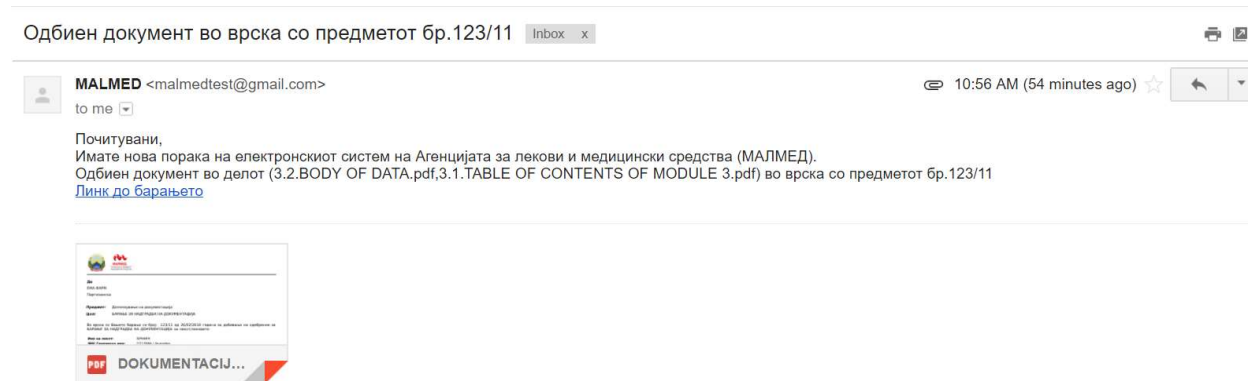 Одбиен документ во врска со предметот бр.123/11 Inbox x
MALMED <malmedtest@gmail.com> 10:56 AM (54 minutes ago)
to me
Почитувани,
Имате нова порака на електронскиот систем на Агенцијата за лекови и медицински средства (МАЛМЕД).
Одбиен документ во делот (3.2.BODY OF DATA.pdf,3.1.TABLE OF CONTENTS OF MODULE 3.pdf) во врска со предметот бр.123/11
Линк до барањето
До
Предмет:
PDF DOKUMENTACIJ...